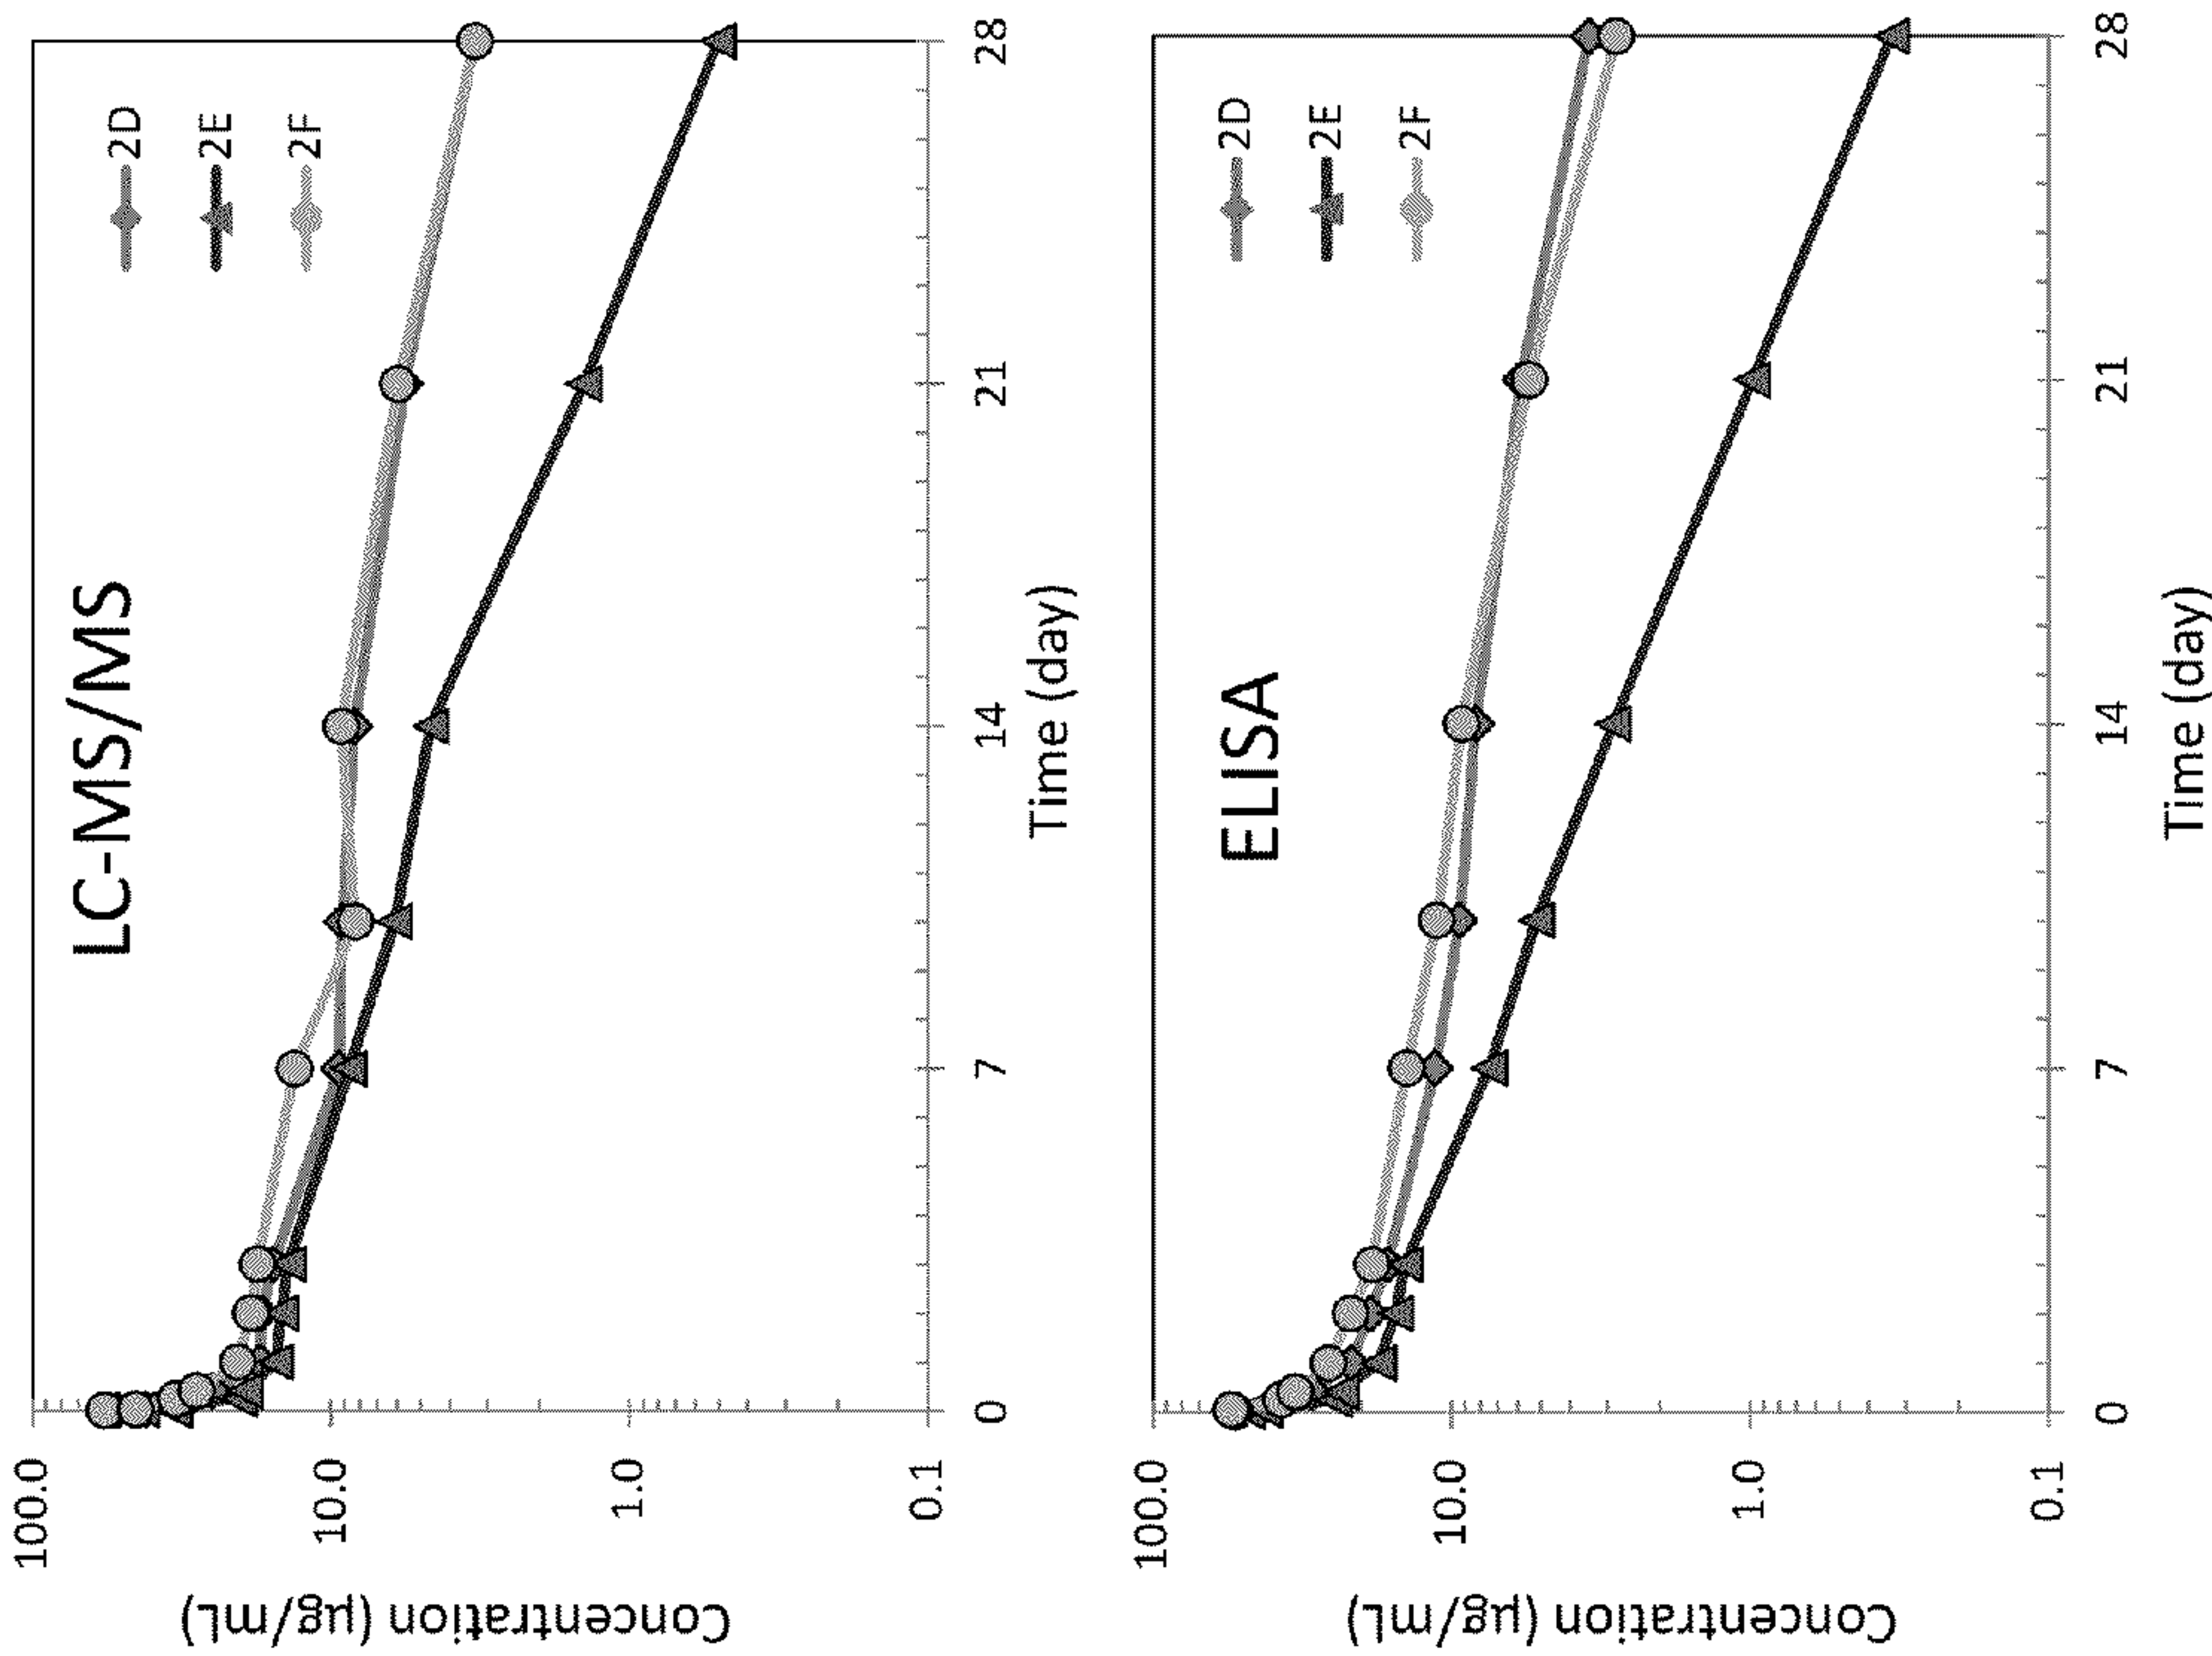 LC-MS/MS
2D
2E
2F
Concentration (µg/mL)
100.0
10.0
1.0
0.1
0
7
14
21
28
Time (day)
ELISA
2D
2E
2F
Concentration (µg/mL)
100.0
10.0
1.0
0.1
0
7
14
21
28
Time (day)